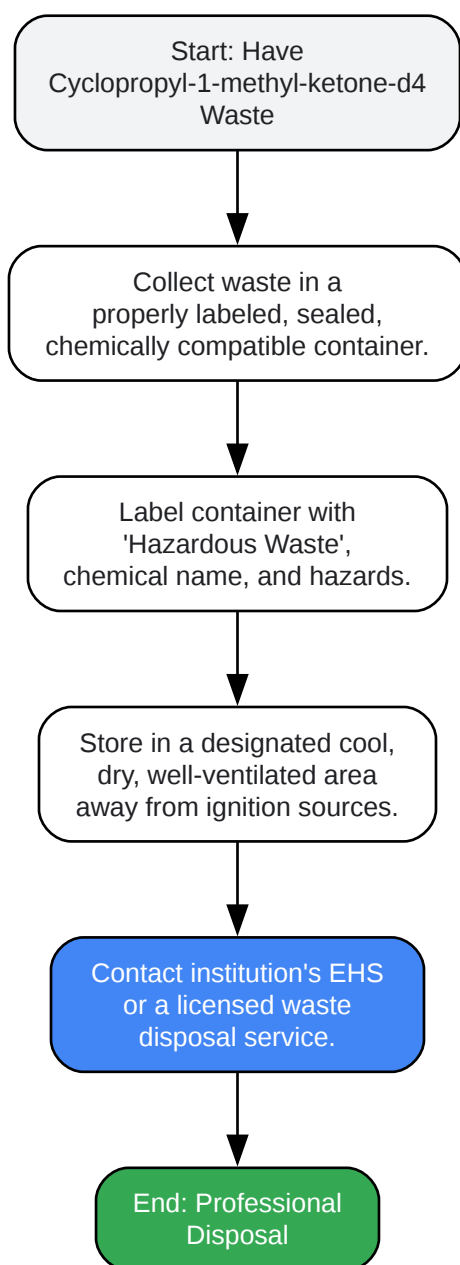 Start: Have
Cyclopropyl-1-methyl-ketone-d4
Waste
Collect waste in a
properly labeled, sealed,
chemically compatible container.
Label container with
'Hazardous Waste',
chemical name, and hazards.
Store in a designated cool,
dry, well-ventilated area
away from ignition sources.
Contact institution's EHS
or a licensed waste
disposal service.
End: Professional
Disposal